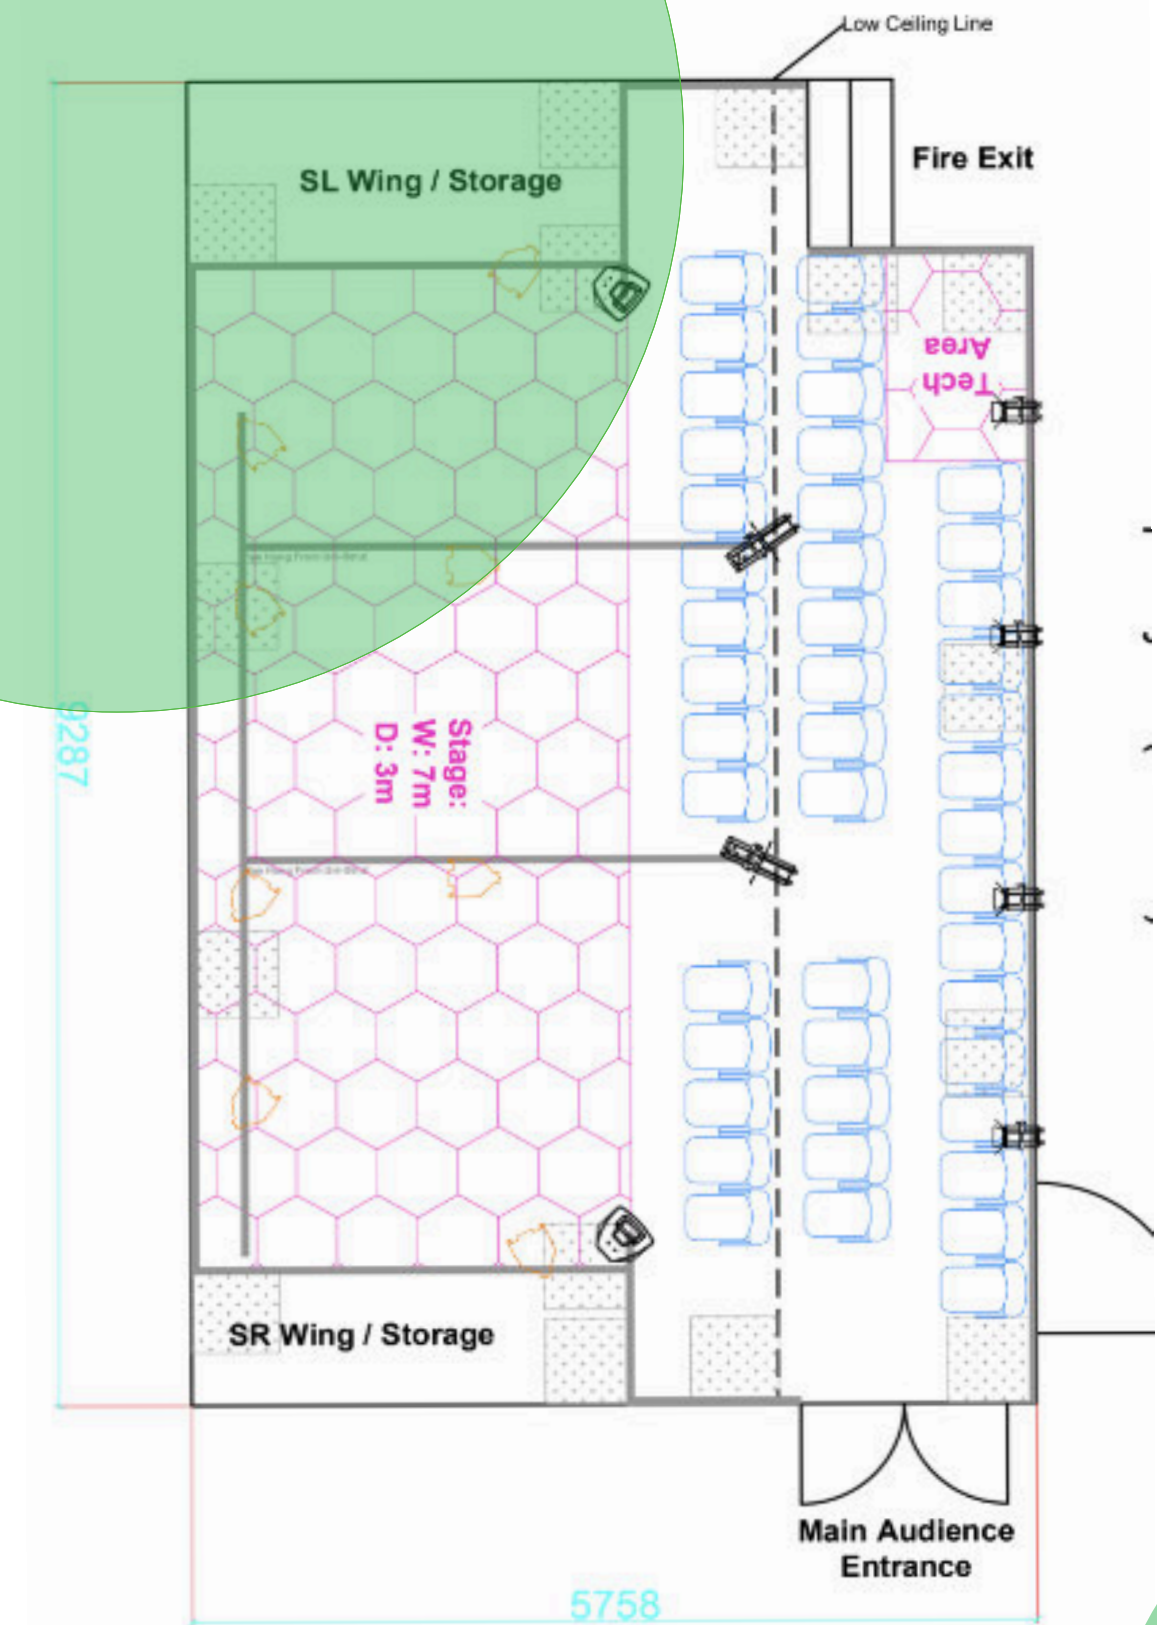 Low Ceiling Line
Fire Exit
SL Wing / Storage
Tech
Area
Stage:
W: 7m
D: 3m
9287
SR Wing / Storage
Main Audience
Entrance
5758